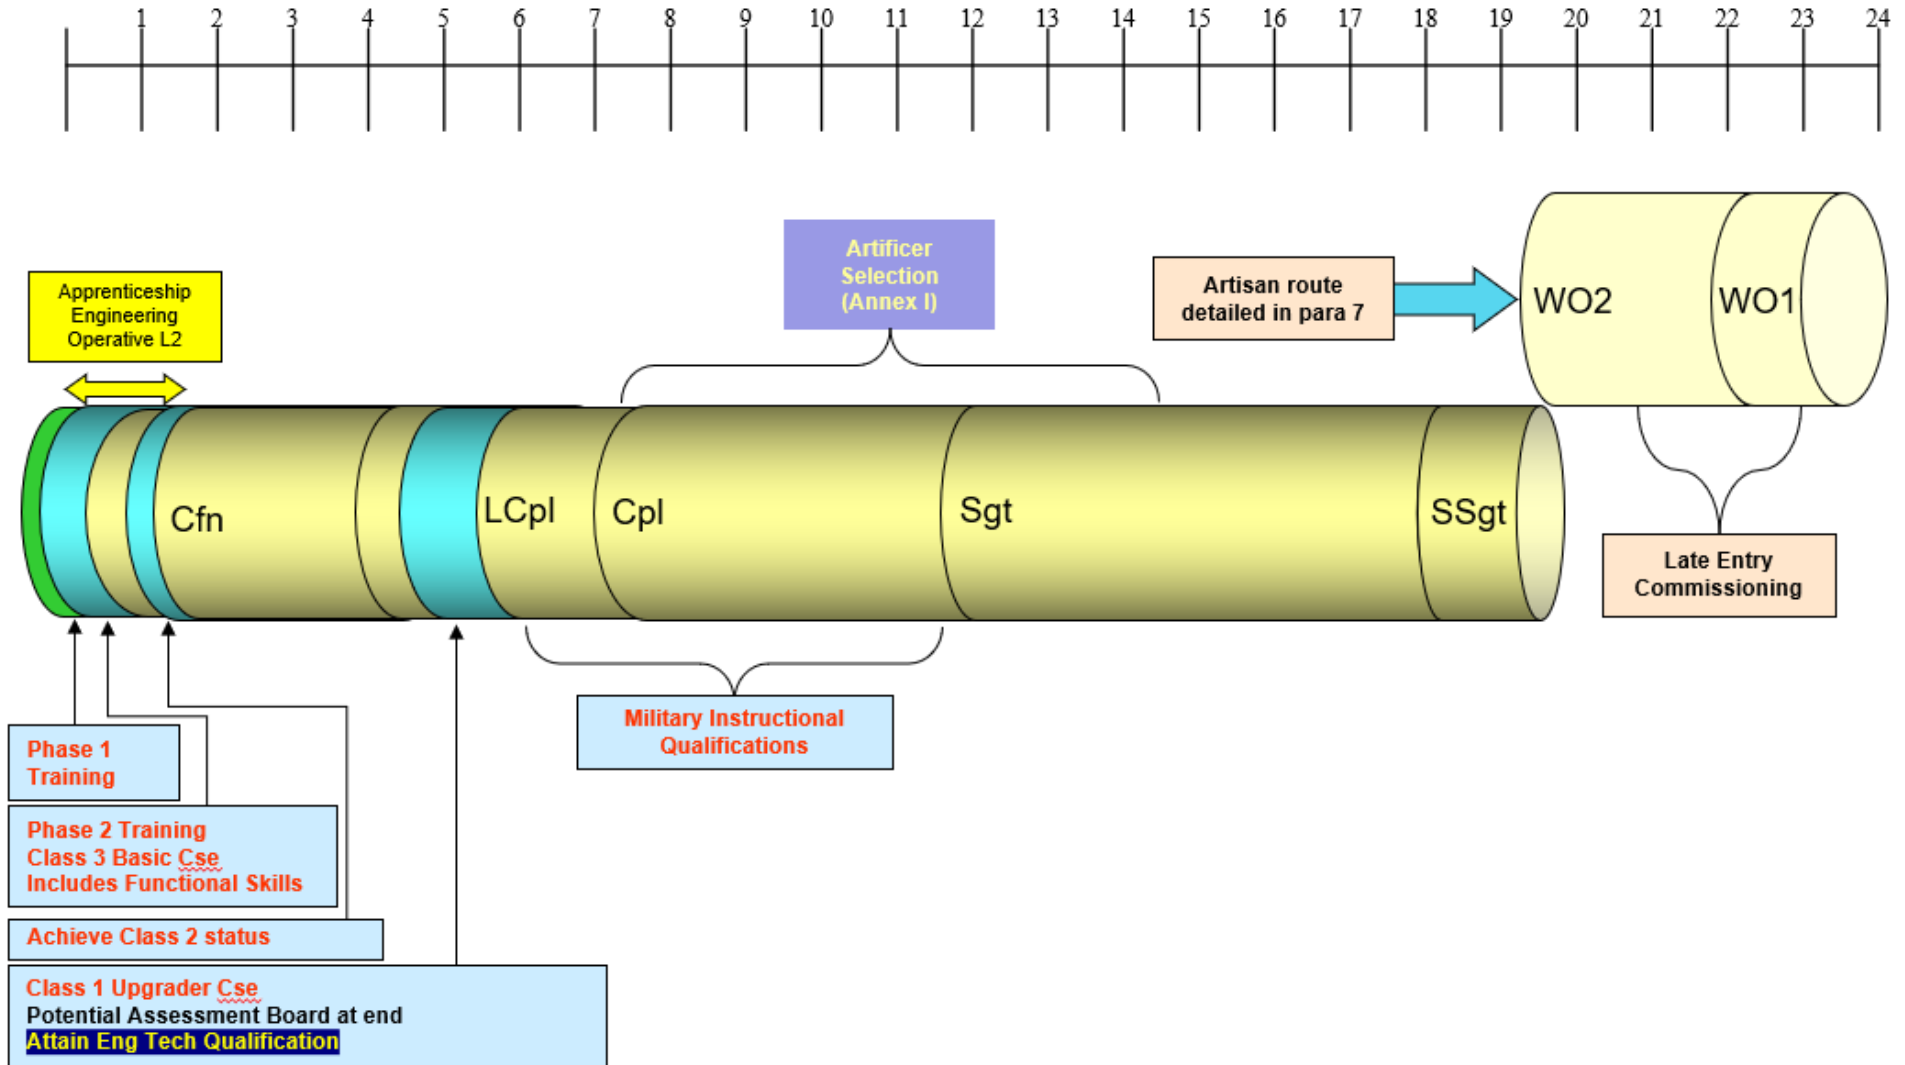 1 2 3 4 5 6 7 8 9 10 11 12 13 14 15 16 17 18 19 20 21 22 23 24
Apprenticeship
Engineering
Operative L2
Artificer
Selection
(Annex I)
Artisan route
detailed in para 7
WO2
WO1
Cfn
LCpl
Cpl
Sgt
SSgt
Late Entry
Commissioning
Military Instructional
Qualifications
Phase 1
Training
Phase 2 Training
Class 3 Basic Cse
Includes Functional Skills
Achieve Class 2 status
Class 1 Upgrader Cse
Potential Assessment Board at end
Attain Eng Tech Qualification